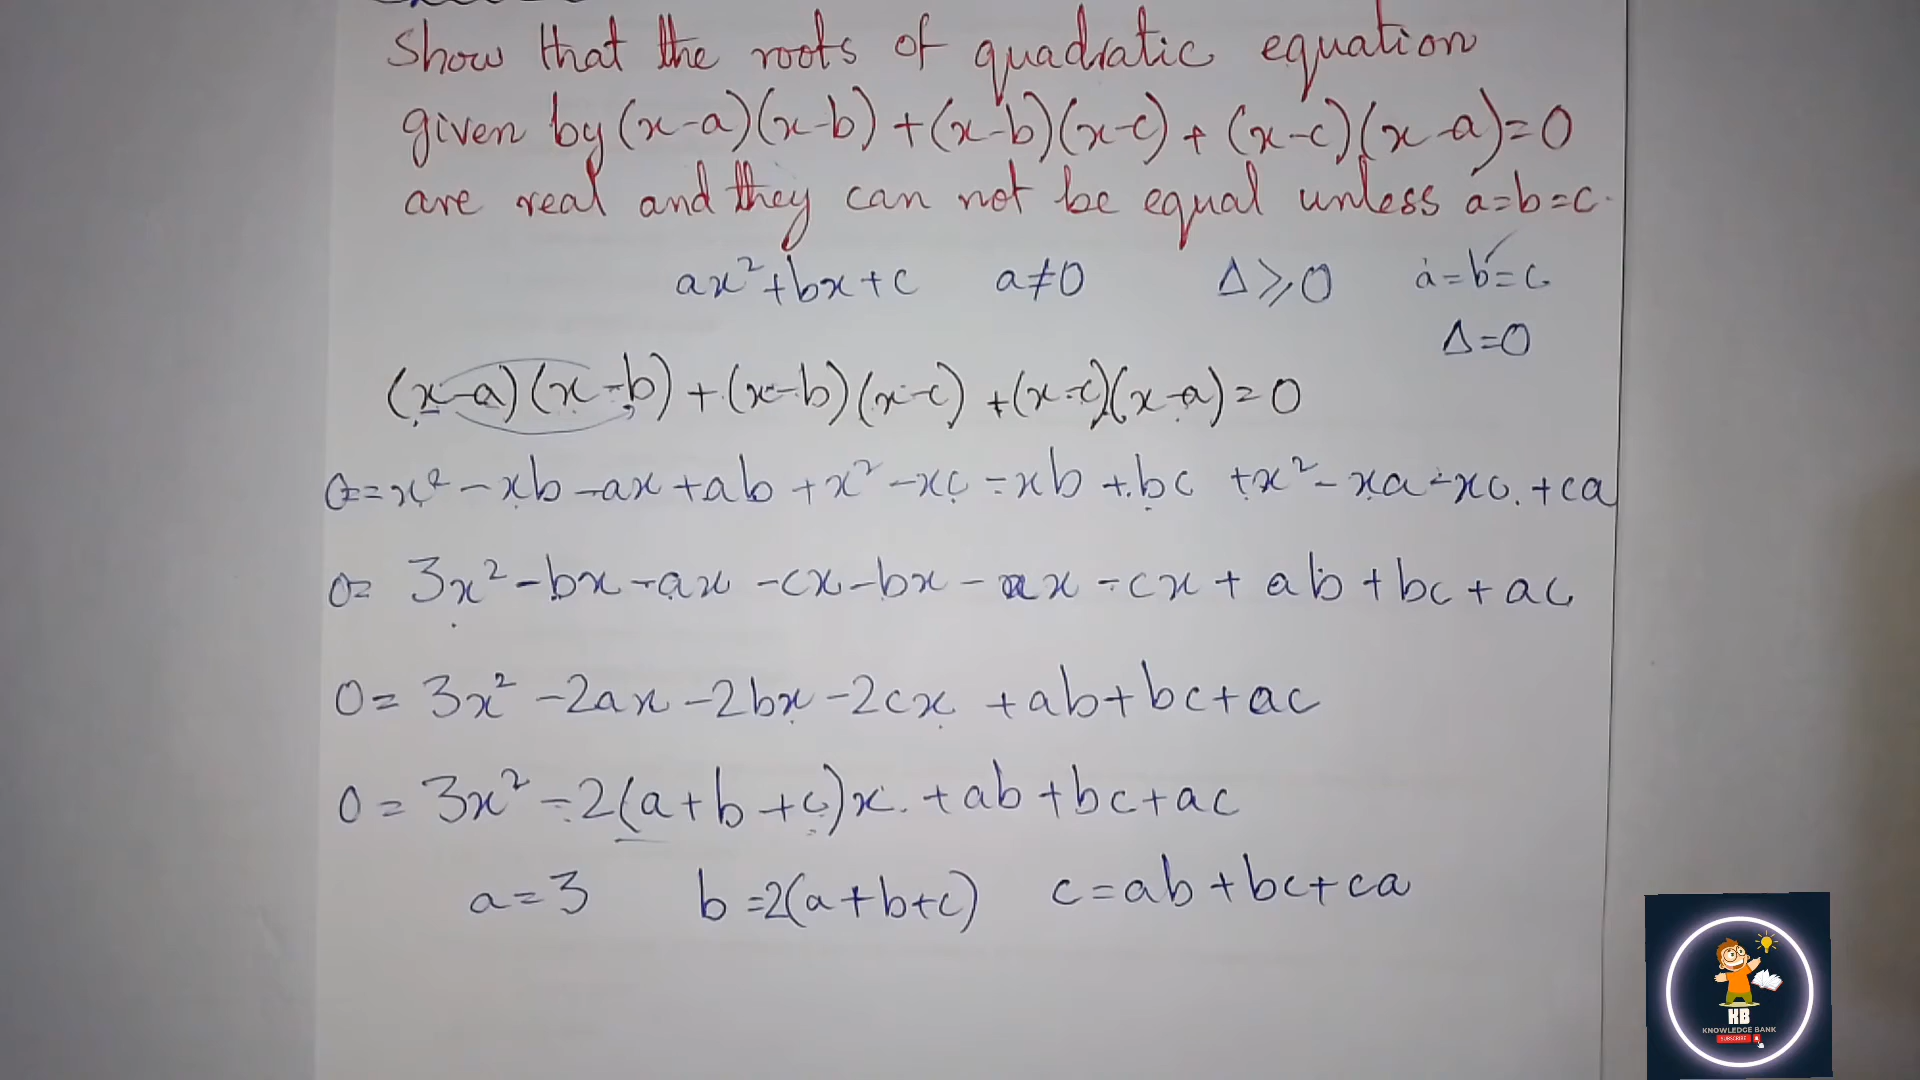 Show that the roots of quadratic equation
given by (x-a)(x-b) + (x-b)(x-c) + (x-c)(x-a)=0
are real and they can not be equal unless a=b=c.
ax²+bx+c a≠0 Δ⩾0 a=b=c
Δ=0
(x-a)(x-b)+(x-b)(x-c)+(x-c)(x-a)=0
0=x²-xb-ax+ab+x²-xc-xb+bc+x²-xa-xc+ca
0= 3x²-bx-ax-cx-bx-ax-cx+ab+bc+ac
0= 3x²-2ax-2bx-2cx+ab+bc+ac
0= 3x²-2(a+b+c)x+ab+bc+ac
a=3 b=2(a+b+c) c=ab+bc+ca
KB
KNOWLEDGE BANK
SUBSCRIBE